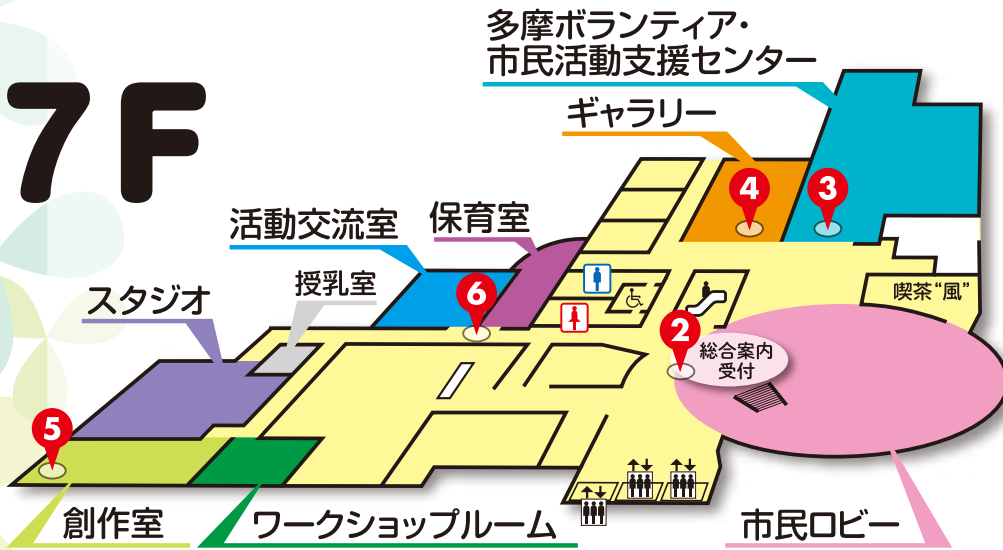 7F
多摩ボランティア・
市民活動支援センター
ギャラリー
4
3
活動交流室
保育室
6
授乳室
スタジオ
喫茶“風”
2
総合案内
受付
5
創作室
ワークショップルーム
市民ロビー